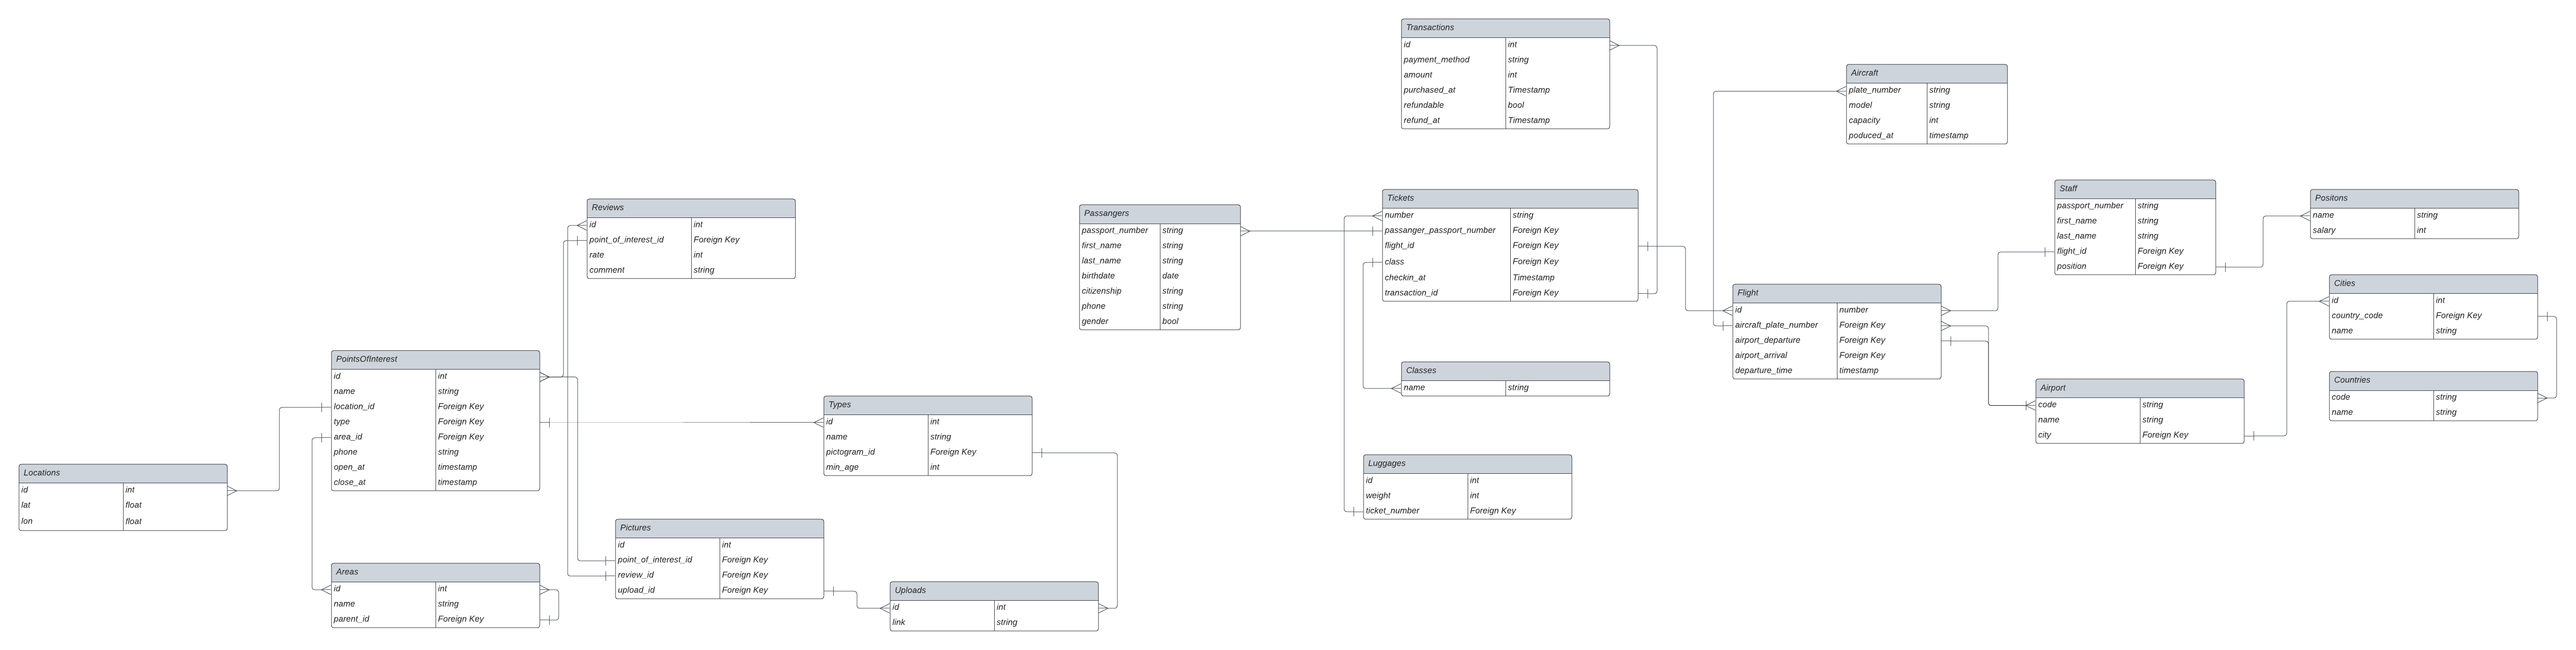 Transactions
id int
payment_method string
amount int
purchased_at Timestamp
refundable bool
refund_at Timestamp
Aircraft
plate_number string
model string
capacity int
poduced_at timestamp
Staff
passport_number string
first_name string
last_name string
flight_id Foreign Key
position Foreign Key
Positons
name string
salary int
Reviews
id int
point_of_interest_id Foreign Key
rate int
comment string
Passangers
passport_number string
first_name string
last_name string
birthdate date
citizenship string
phone string
gender bool
Tickets
number string
passanger_passport_number Foreign Key
flight_id Foreign Key
class Foreign Key
checkin_at Timestamp
transaction_id Foreign Key
Flight
id number
aircraft_plate_number Foreign Key
airport_departure Foreign Key
airport_arrival Foreign Key
departure_time timestamp
Cities
id int
country_code Foreign Key
name string
Countries
code string
name string
Airport
code string
name string
city Foreign Key
PointsOfInterest
id int
name string
location_id Foreign Key
type Foreign Key
area_id Foreign Key
phone string
open_at timestamp
close_at timestamp
Types
id int
name string
pictogram_id Foreign Key
min_age int
Classes
name string
Luggages
id int
weight int
ticket_number Foreign Key
Locations
id int
lat float
lon float
Areas
id int
name string
parent_id Foreign Key
Pictures
id int
point_of_interest_id Foreign Key
review_id Foreign Key
upload_id Foreign Key
Uploads
id int
link string